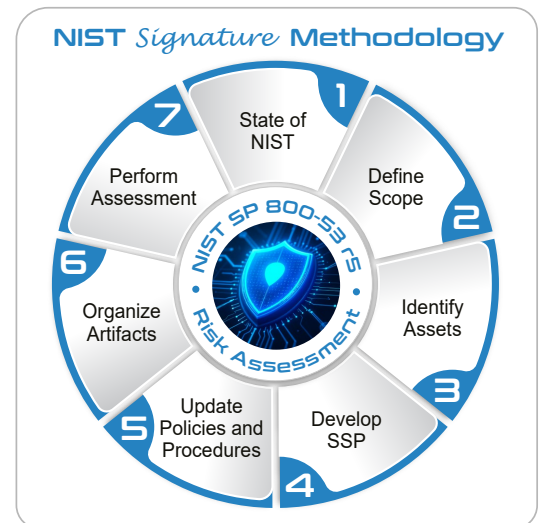 NIST Signature Methodology
1
State of
NIST
Define
Scope
2
Identify
Assets
3
Develop
SSP
4
Update
Policies and
Procedures
5
Organize
Artifacts
6
Perform
Assessment
7
NIST SP 800-53 r5
• Risk Assessment •